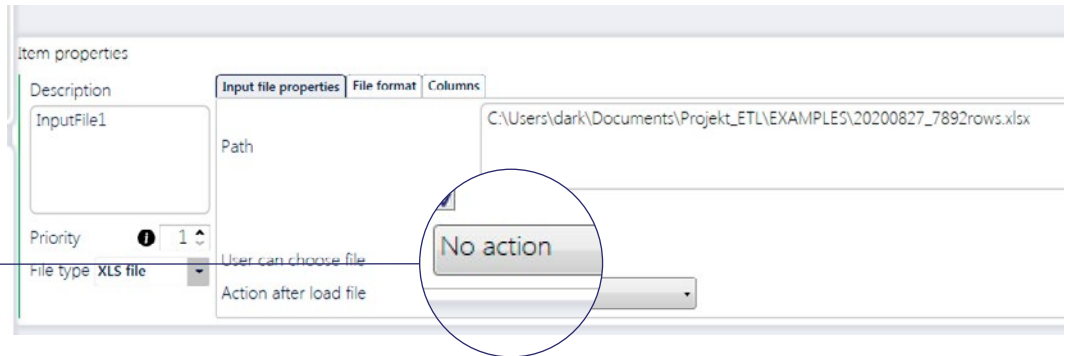 Item properties
Description
Input file properties File format Columns
InputFile1
Path
C:\Users\dark\Documents\Projekt_ETL\EXAMPLES\20200827_7892rows.xlsx
Priority 1
No action
User can choose file
File type XLS file
Action after load file